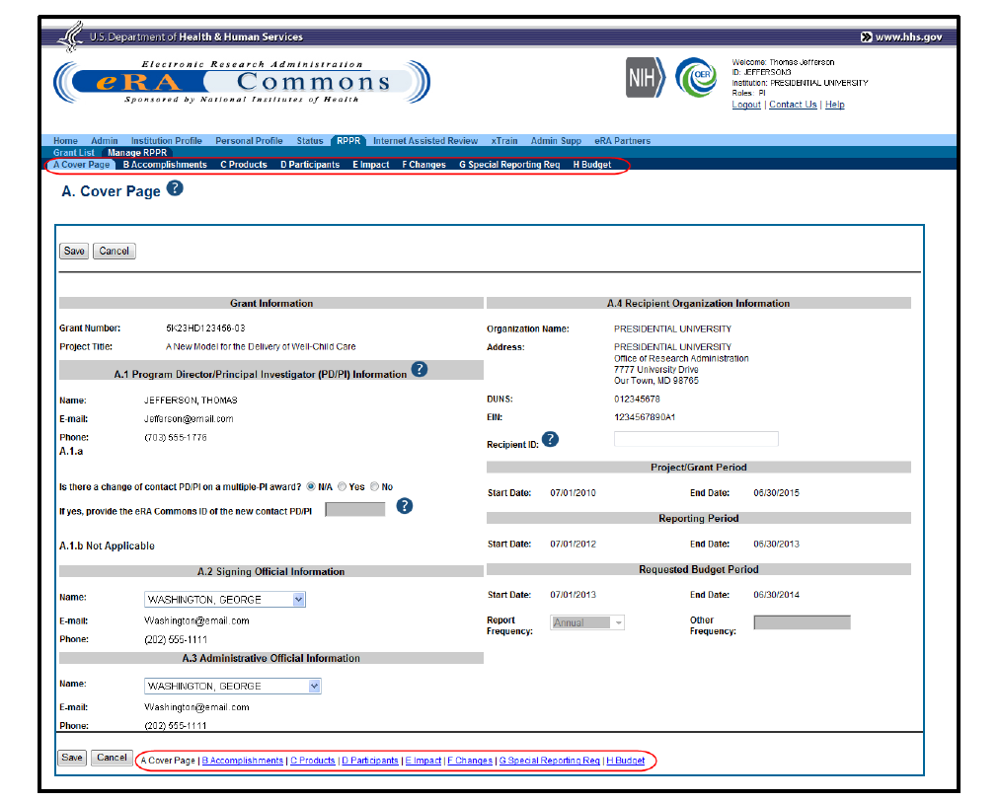 U.S. Department of Health & Human Services
www.hhs.gov
Electronic Research Administration
eRA Commons
Sponsored by National Institutes of Health
NIH
OER
Welcome: Thomas Jefferson
ID: JEFFERSON3
Institution: PRESIDENTIAL UNIVERSITY
Roles: PI
Logout | Contact Us | Help
Home Admin Institution Profile Personal Profile Status RPPR Internet Assisted Review xTrain Admin Supp eRA Partners
Grant List Manage RPPR
A Cover Page B Accomplishments C Products D Participants E Impact F Changes G Special Reporting Req H Budget
A. Cover Page ?
Save Cancel
Grant Information
Grant Number: 5K23HD123456-03
Project Title: A New Model for the Delivery of Well-Child Care
A.1 Program Director/Principal Investigator (PD/PI) Information ?
Name: JEFFERSON, THOMAS
E-mail: Jefferson@email.com
Phone: (703) 555-1776
A.1.a
Is there a change of contact PD/PI on a multiple-PI award? N/A Yes No
If yes, provide the eRA Commons ID of the new contact PD/PI ?
A.1.b Not Applicable
A.2 Signing Official Information
Name: WASHINGTON, GEORGE
E-mail: Washington@email.com
Phone: (202) 555-1111
A.3 Administrative Official Information
Name: WASHINGTON, GEORGE
E-mail: Washington@email.com
Phone: (202) 555-1111
A.4 Recipient Organization Information
Organization Name: PRESIDENTIAL UNIVERSITY
Address: PRESIDENTIAL UNIVERSITY
Office of Research Administration
7777 University Drive
Our Town, MD 98765
DUNS: 012345678
EIN: 1234567890A1
Recipient ID: ?
Project/Grant Period
Start Date: 07/01/2010 End Date: 06/30/2015
Reporting Period
Start Date: 07/01/2012 End Date: 06/30/2013
Requested Budget Period
Start Date: 07/01/2013 End Date: 06/30/2014
Report Frequency: Annual Other Frequency:
Save Cancel A Cover Page | B Accomplishments | C Products | D Participants | E Impact | F Changes | G Special Reporting Req | H Budget